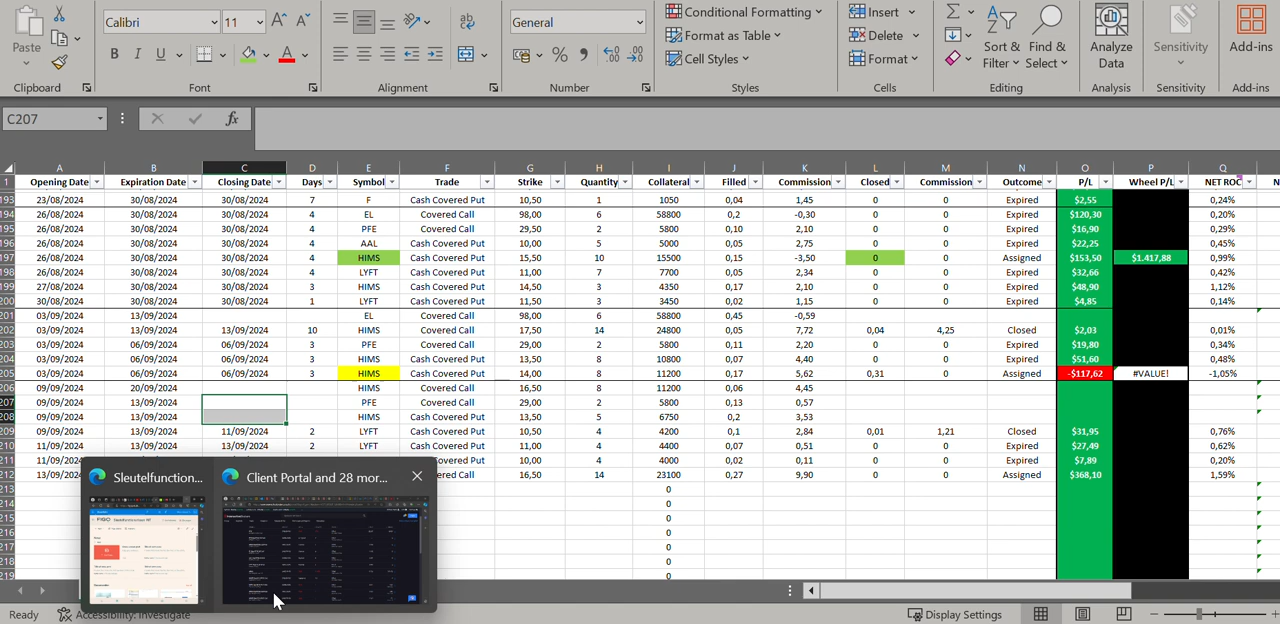 Calibri 11 General Conditional Formatting Insert
Paste B I U Format as Table Delete Sort & Find & Analyze Sensitivity Add-ins
Cell Styles Format Filter Select Data
Clipboard Font Alignment Number Styles Cells Editing Analysis Sensitivity Add-ins
C207 fx
A B C D E F G H I J K L M N O P Q
1 Opening Date Expiration Date Closing Date Days Symbol Trade Strike Quantity Collateral Filled Commission Closed Commission Outcome P/L Wheel P/L NET ROC N
193 23/08/2024 30/08/2024 30/08/2024 7 F Cash Covered Put 10,50 1 1050 0,04 1,45 0 0 Expired $2,55 0,24%
194 26/08/2024 30/08/2024 30/08/2024 4 EL Covered Call 98,00 6 58800 0,2 -0,30 0 0 Expired $120,30 0,20%
195 26/08/2024 30/08/2024 30/08/2024 4 PFE Covered Call 29,50 2 5800 0,10 2,10 0 0 Expired $16,90 0,29%
196 26/08/2024 30/08/2024 30/08/2024 4 AAL Cash Covered Put 10,00 5 5000 0,05 2,75 0 0 Expired $22,25 0,45%
197 26/08/2024 30/08/2024 30/08/2024 4 HIMS Cash Covered Put 15,50 10 15500 0,15 -3,50 0 0 Assigned $153,50 $1.417,88 0,99%
198 26/08/2024 30/08/2024 30/08/2024 4 LYFT Cash Covered Put 11,00 7 7700 0,05 2,34 0 0 Expired $32,66 0,42%
199 27/08/2024 30/08/2024 30/08/2024 3 HIMS Cash Covered Put 14,50 3 4350 0,17 2,10 0 0 Expired $48,90 1,12%
200 30/08/2024 30/08/2024 30/08/2024 1 LYFT Cash Covered Put 11,50 3 3450 0,02 1,15 0 0 Expired $4,85 0,14%
201 03/09/2024 13/09/2024 EL Covered Call 98,00 6 58800 0,45 -0,59
202 03/09/2024 13/09/2024 13/09/2024 10 HIMS Covered Call 17,50 14 24800 0,05 7,72 0,04 4,25 Closed $2,03 0,01%
203 03/09/2024 06/09/2024 06/09/2024 3 PFE Covered Call 29,00 2 5800 0,11 2,20 0 0 Expired $19,80 0,34%
204 03/09/2024 06/09/2024 06/09/2024 3 HIMS Cash Covered Put 13,50 8 10800 0,07 4,40 0 0 Expired $51,60 0,48%
205 03/09/2024 06/09/2024 06/09/2024 3 HIMS Cash Covered Put 14,00 8 11200 0,17 5,62 0,31 0 Assigned -$117,62 #VALUE! -1,05%
206 09/09/2024 20/09/2024 HIMS Covered Call 16,50 8 11200 0,06 4,45
207 09/09/2024 13/09/2024 PFE Covered Call 29,00 2 5800 0,13 0,57
208 09/09/2024 13/09/2024 HIMS Cash Covered Put 13,50 5 6750 0,2 3,53
209 09/09/2024 13/09/2024 11/09/2024 2 LYFT Cash Covered Put 10,50 4 4200 0,1 2,84 0,01 1,21 Closed $31,95 0,76%
210 11/09/2024 13/09/2024 13/09/2024 2 LYFT Cash Covered Put 11,00 4 4400 0,07 0,51 0 0 Expired $27,49 0,62%
211 11/09/2024 Cash Covered Put 10,00 4 4000 0,02 0,11 0 0 Expired $7,89 0,20%
212 13/09/2024 ered Call 16,50 14 23100 0,27 9,90 0 0 Assigned $368,10 1,59%
213 0
0
215 0
216 0
217 0
218 0
219 0
Sleutelfunction... Client Portal and 28 mor...
FIGO
Ready Accessibility: Investigate Display Settings